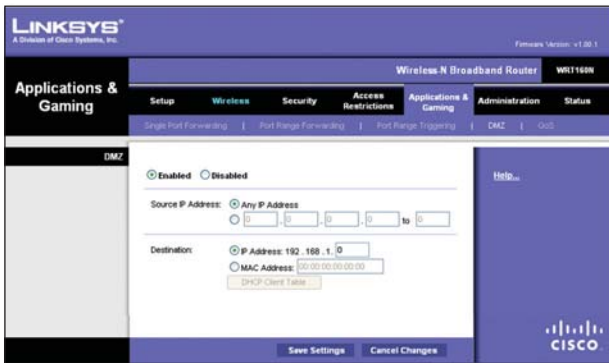 LINKSYS®
A Division of Cisco Systems, Inc.
Firmware Version: v1.00.1
Wireless-N Broadband Router WRT160N
Applications & Gaming
Setup Wireless Security Access Restrictions Applications & Gaming Administration Status
Single Port Forwarding | Port Range Forwarding | Port Range Triggering | DMZ | QoS
DMZ
Enabled Disabled
Help...
Source IP Address: Any IP Address
0 . 0 . 0 . 0 to 0
Destination: IP Address: 192 . 168 . 1. 0
MAC Address: 00:00:00:00:00:00
DHCP Client Table
Save Settings Cancel Changes
CISCO